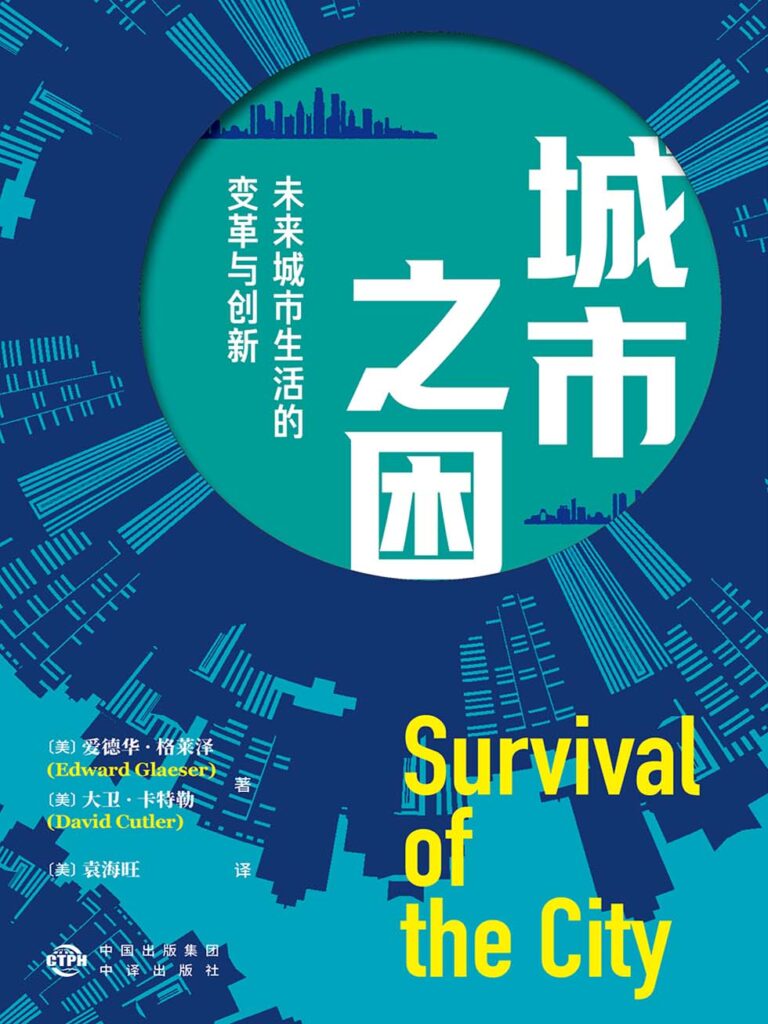 城市
之困
未来城市生活的
变革与创新
〔美〕爱德华·格莱泽
(Edward Glaeser)
著
〔美〕大卫·卡特勒
(David Cutler)
〔美〕袁海旺 译
Survival
of
the City
CTPH
中国出版集团
中译出版社